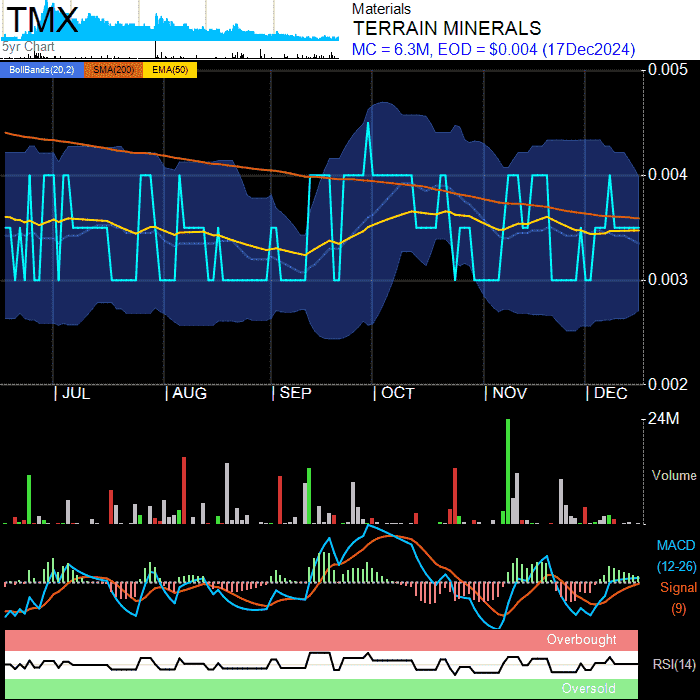 TMX
5yr Chart
Materials
TERRAIN MINERALS
MC = 6.3M, EOD = $0.004 (17Dec2024)
BollBands(20,2) SMA(200) EMA(50)
0.005
0.004
0.003
0.002
| JUL | AUG | SEP | OCT | NOV | DEC
24M
Volume
MACD
(12-26)
Signal
(9)
Overbought
RSI(14)
Oversold